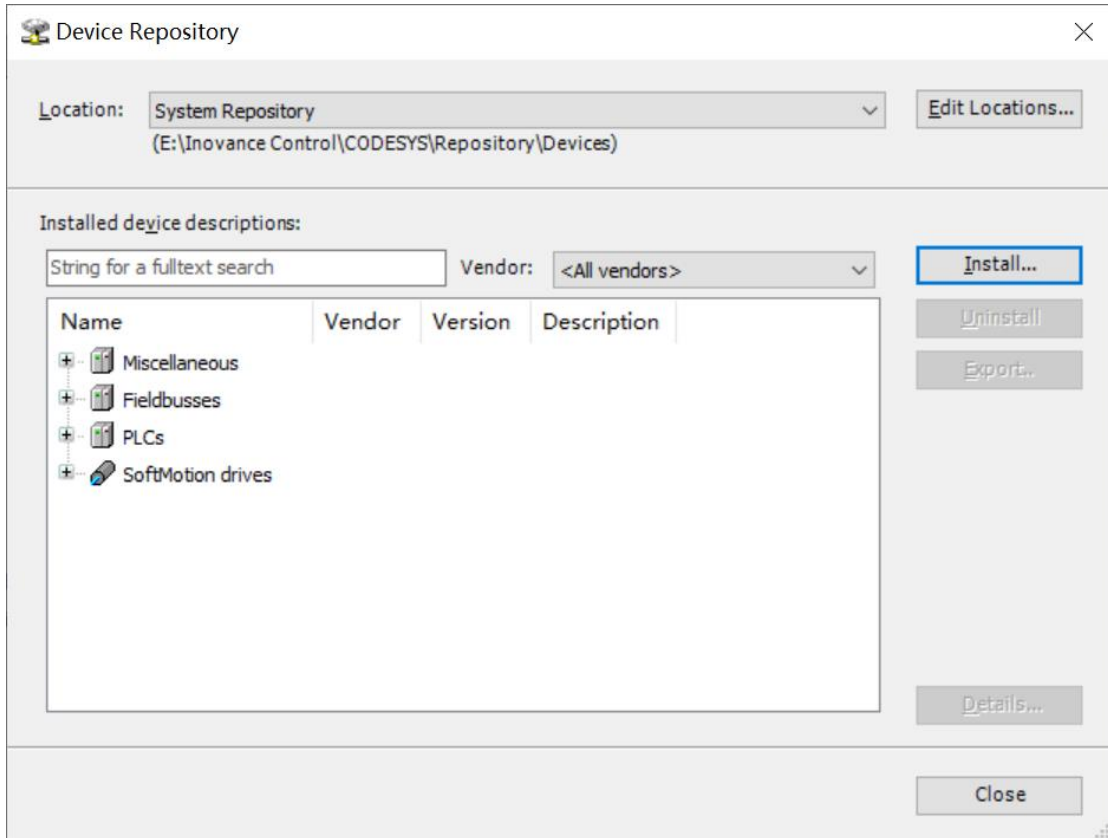 Device Repository
Location: System Repository Edit Locations...
(E:\Inovance Control\CODESYS\Repository\Devices)
Installed device descriptions:
String for a fulltext search Vendor: <All vendors> Install...
Name Vendor Version Description Uninstall
Miscellaneous Export..
Fieldbusses
PLCs
SoftMotion drives
Details...
Close